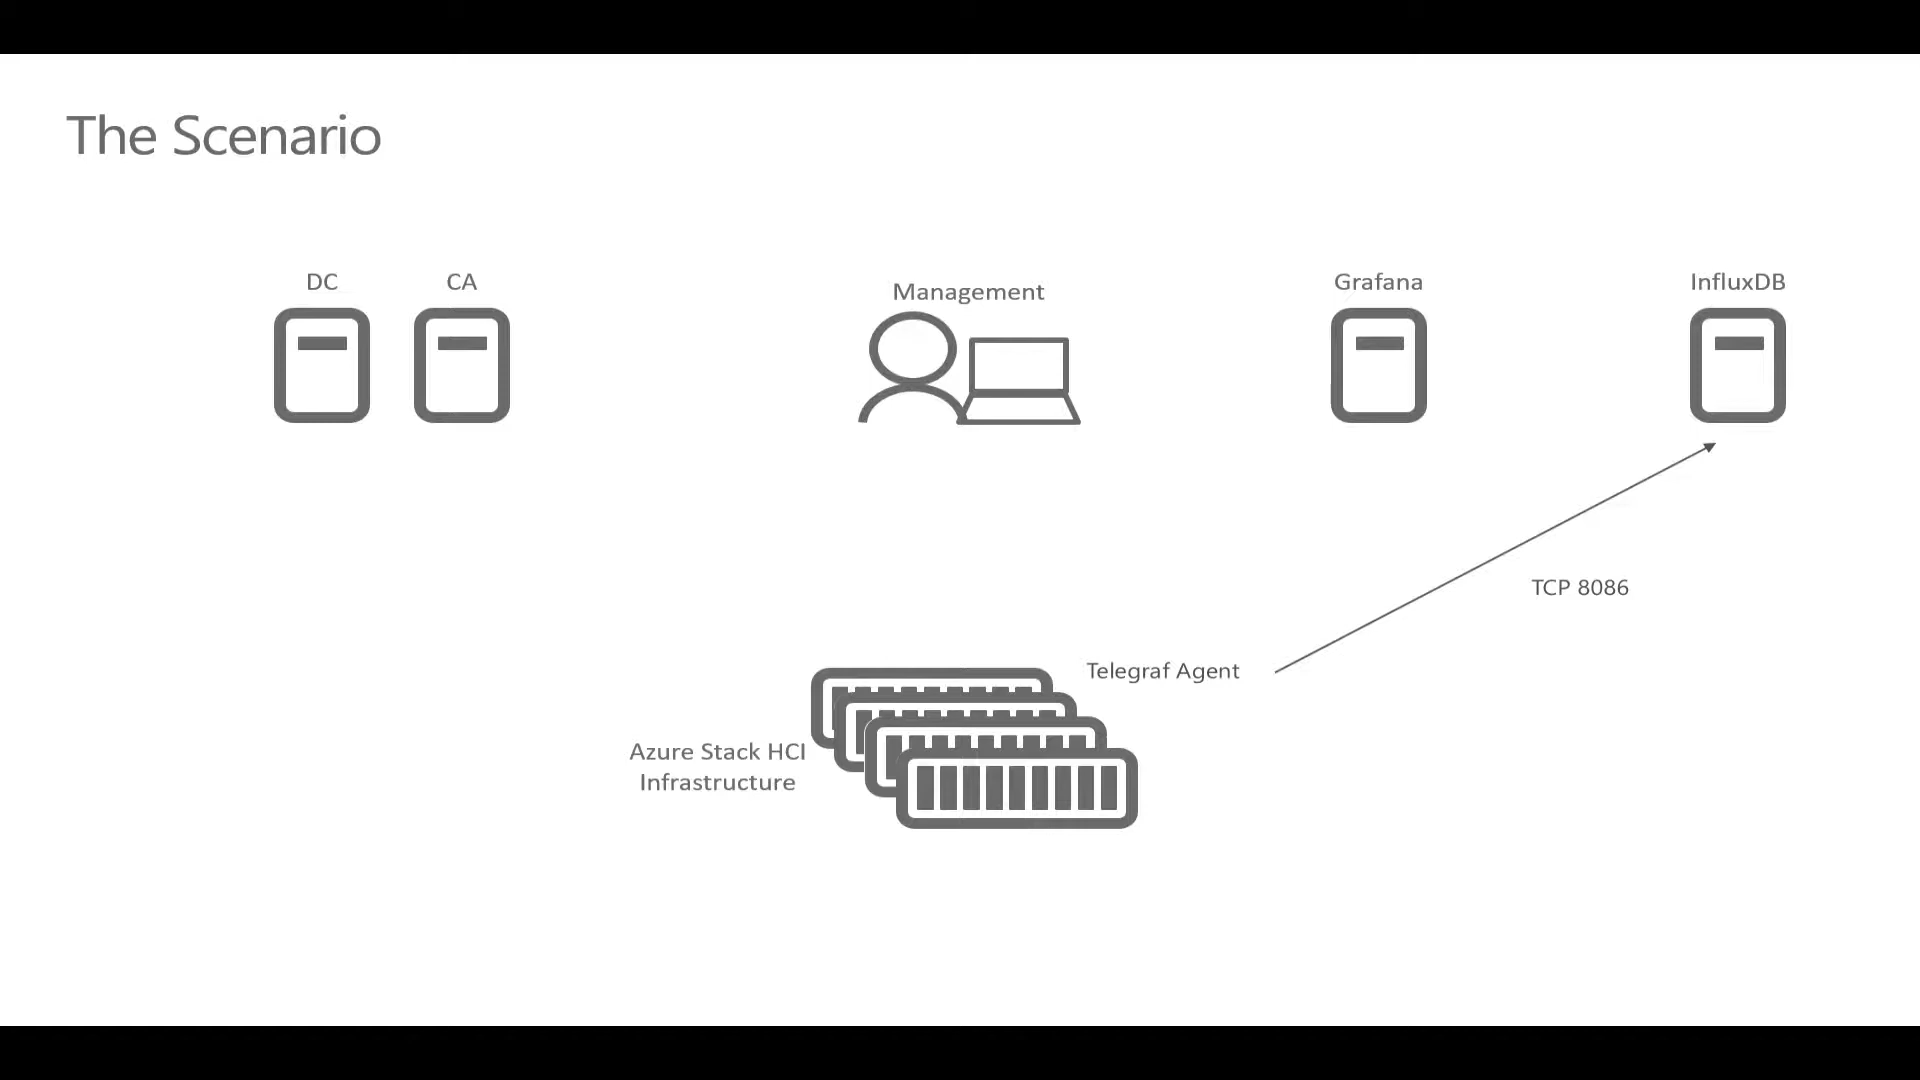 The Scenario
DC
CA
Management
Grafana
InfluxDB
TCP 8086
Telegraf Agent
Azure Stack HCI
Infrastructure